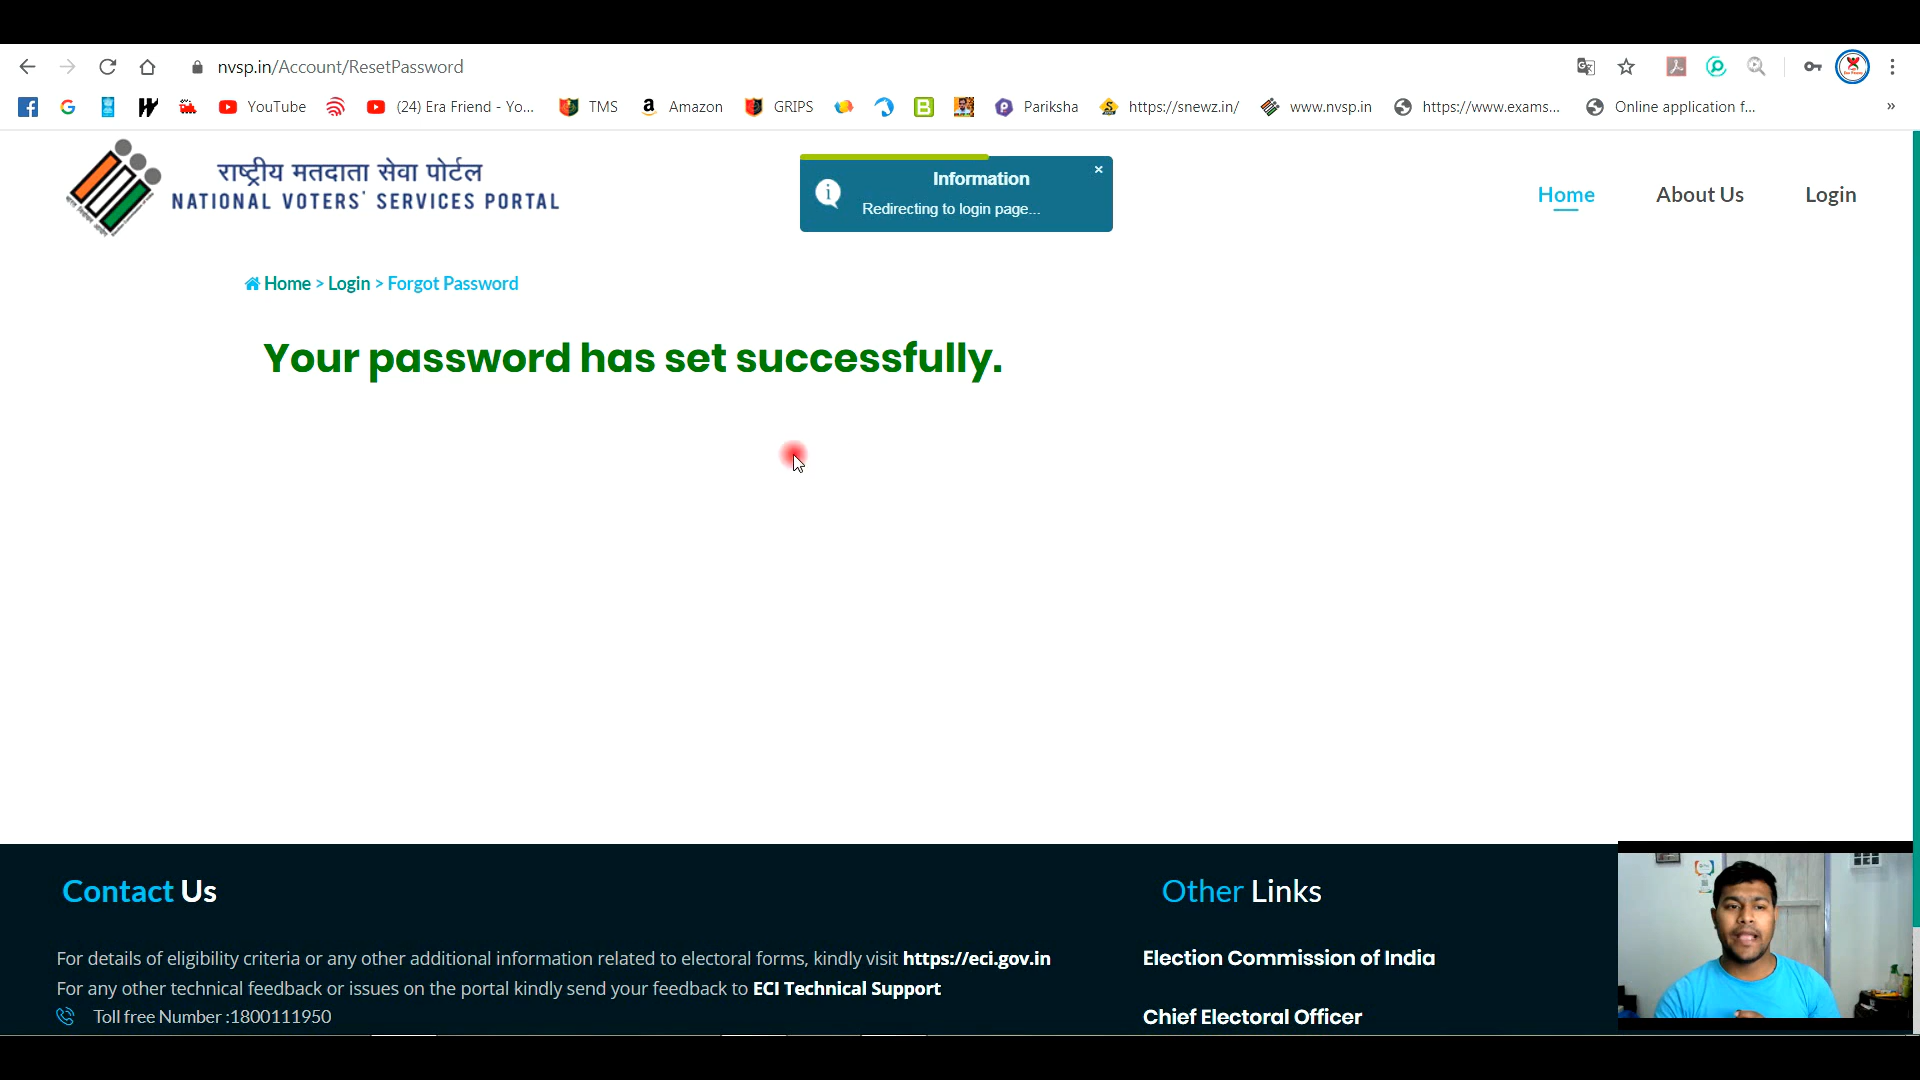 nvsp.in/Account/ResetPassword
YouTube
(24) Era Friend - Yo...
TMS
Amazon
GRIPS
Pariksha
https://snewz.in/
www.nvsp.in
https://www.exams...
Online application f...
»
राष्ट्रीय मतदाता सेवा पोर्टल
NATIONAL VOTERS' SERVICES PORTAL
Information
×
Redirecting to login page...
Home
About Us
Login
Home > Login > Forgot Password
Your password has set successfully.
Contact Us
For details of eligibility criteria or any other additional information related to electoral forms, kindly visit https://eci.gov.in
For any other technical feedback or issues on the portal kindly send your feedback to ECI Technical Support
Toll free Number :1800111950
Other Links
Election Commission of India
Chief Electoral Officer